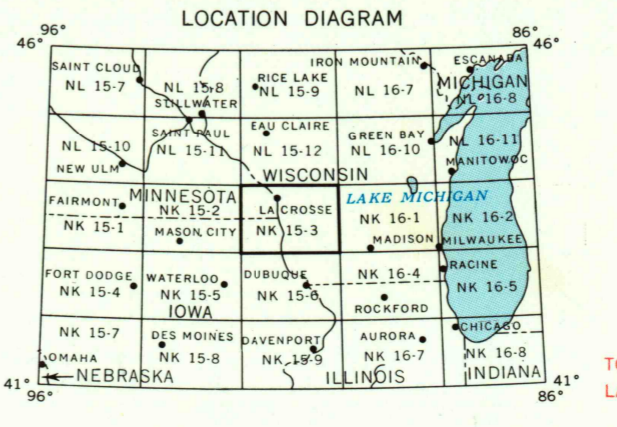 LOCATION DIAGRAM
96° 86°
46° 46°
SAINT CLOUD
NL 15-7
NL 15-8
STILLWATER
RICE LAKE
NL 15-9
IRON MOUNTAIN
NL 16-7
ESCANABA
MICHIGAN
NL 16-8
NL 15-10
NEW ULM
SAINT PAUL
NL 15-11
EAU CLAIRE
NL 15-12
GREEN BAY
NL 16-10
NL 16-11
MANITOWOC
WISCONSIN
MINNESOTA
LAKE MICHIGAN
FAIRMONT
NK 15-1
NK 15-2
MASON CITY
LA CROSSE
NK 15-3
NK 16-1
MADISON
NK 16-2
MILWAUKEE
FORT DODGE
NK 15-4
WATERLOO
NK 15-5
IOWA
DUBUQUE
NK 15-6
NK 16-4
ROCKFORD
RACINE
NK 16-5
NK 15-7
OMAHA
DES MOINES
NK 15-8
DAVENPORT
NK 15-9
AURORA
NK 16-7
CHICAGO
NK 16-8
NEBRASKA
ILLINOIS
INDIANA
41° 41°
96° 86°